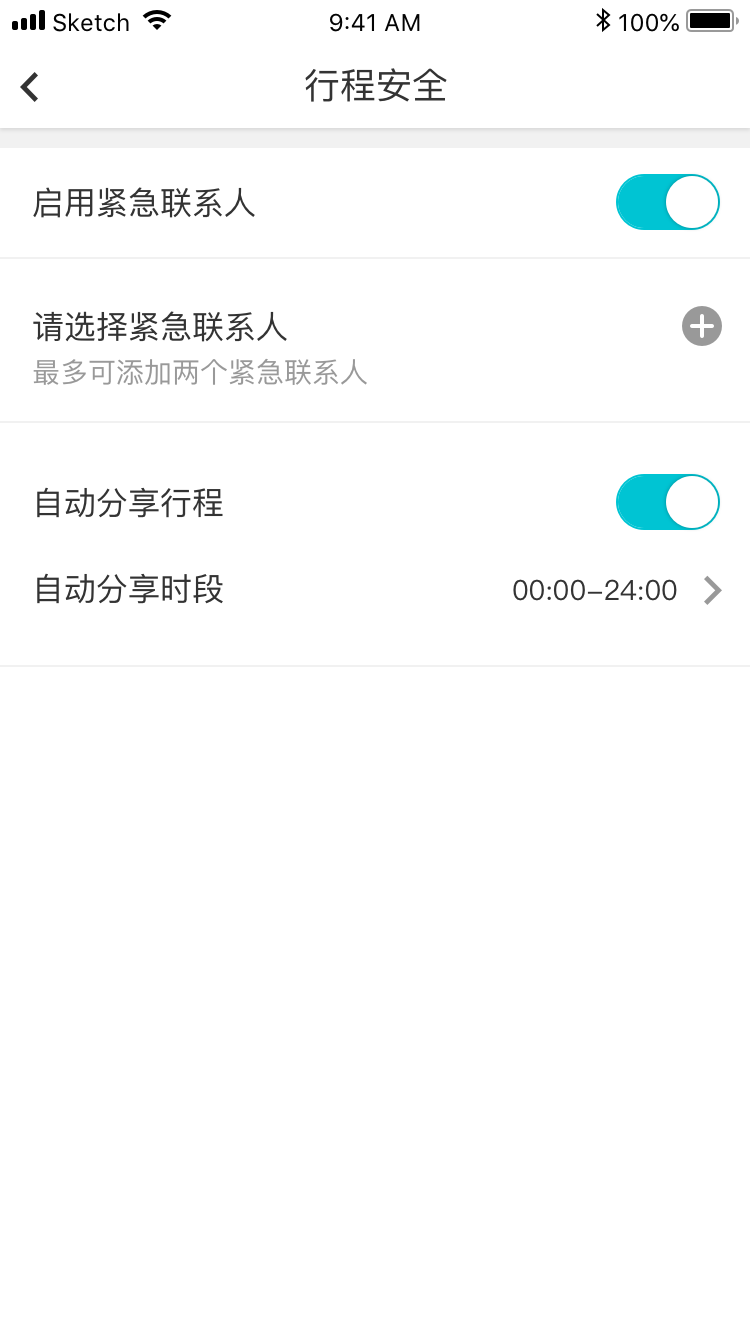 Sketch 9:41 AM 100%
行程安全
启用紧急联系人
请选择紧急联系人
最多可添加两个紧急联系人
自动分享行程
自动分享时段 00:00–24:00